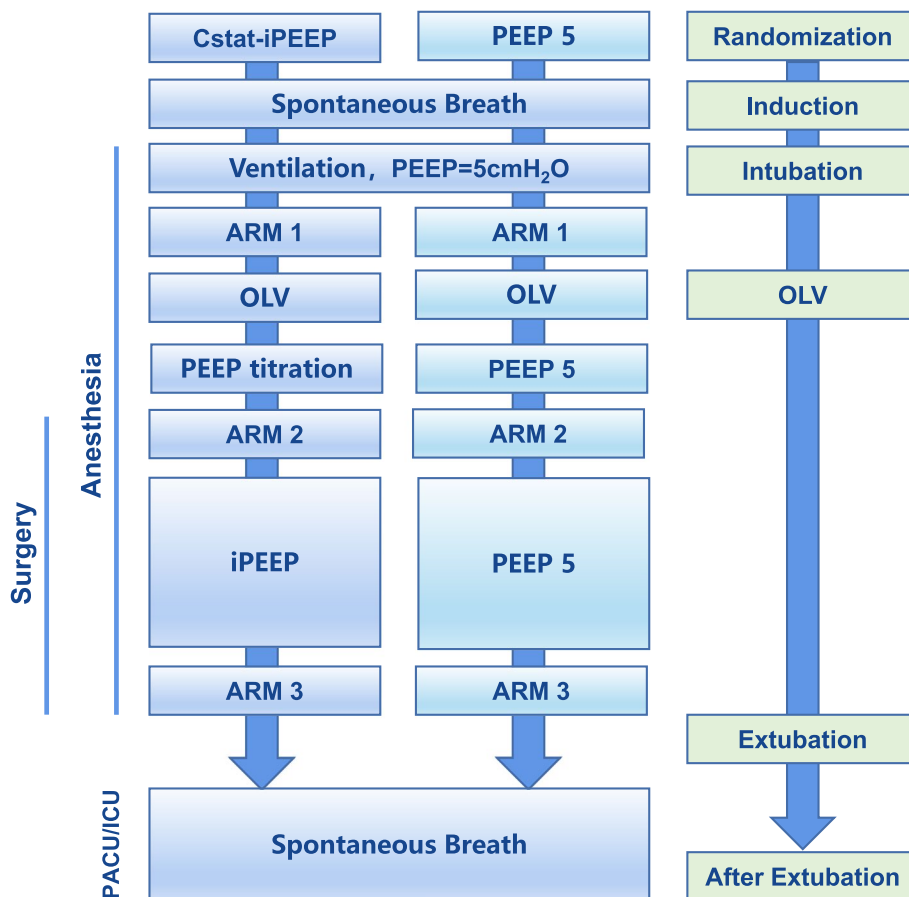 Cstat-iPEEP
PEEP 5
Randomization
Spontaneous Breath
Induction
Ventilation, PEEP=5cmH₂O
Intubation
ARM 1
ARM 1
OLV
OLV
OLV
PEEP titration
PEEP 5
ARM 2
ARM 2
Anesthesia
Surgery
iPEEP
PEEP 5
ARM 3
ARM 3
Extubation
PACU/ICU
Spontaneous Breath
After Extubation